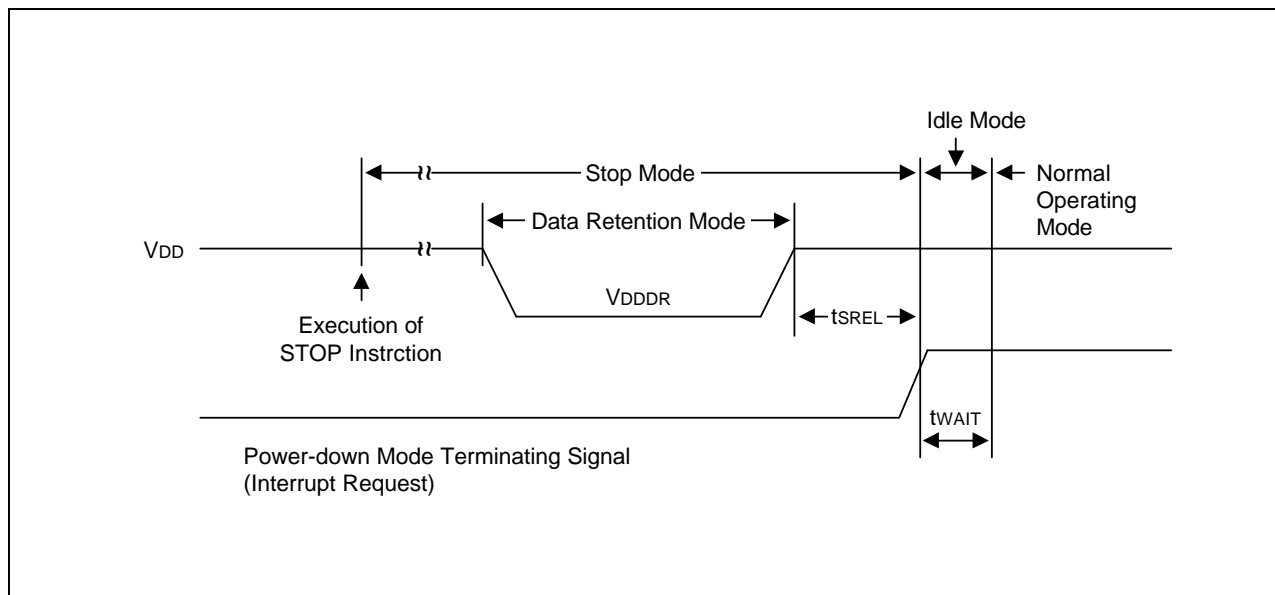 Idle Mode
Stop Mode
Normal
Operating
Mode
Data Retention Mode
VDD
VDDDR
tSREL
Execution of
STOP Instrction
tWAIT
Power-down Mode Terminating Signal
(Interrupt Request)